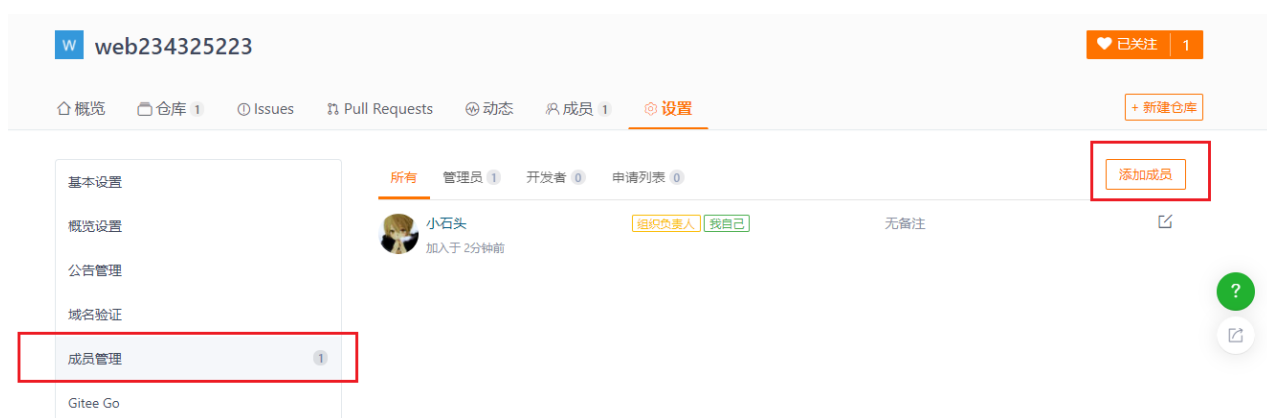 W web234325223
已关注 1
概览 仓库 1 Issues Pull Requests 动态 成员 1 设置
+ 新建仓库
基本设置
概览设置
公告管理
域名验证
成员管理 1
Gitee Go
所有 管理员 1 开发者 0 申请列表 0
添加成员
小石头 组织负责人 我自己 无备注
加入于 2分钟前
?